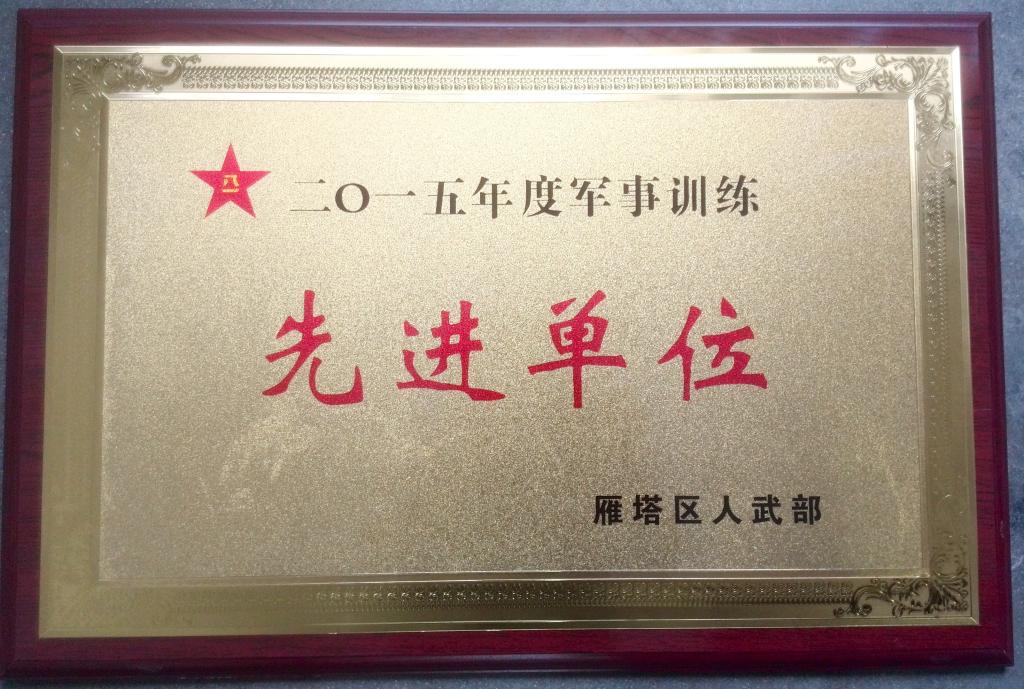 八一
二〇一五年度军事训练
先进单位
雁塔区人武部